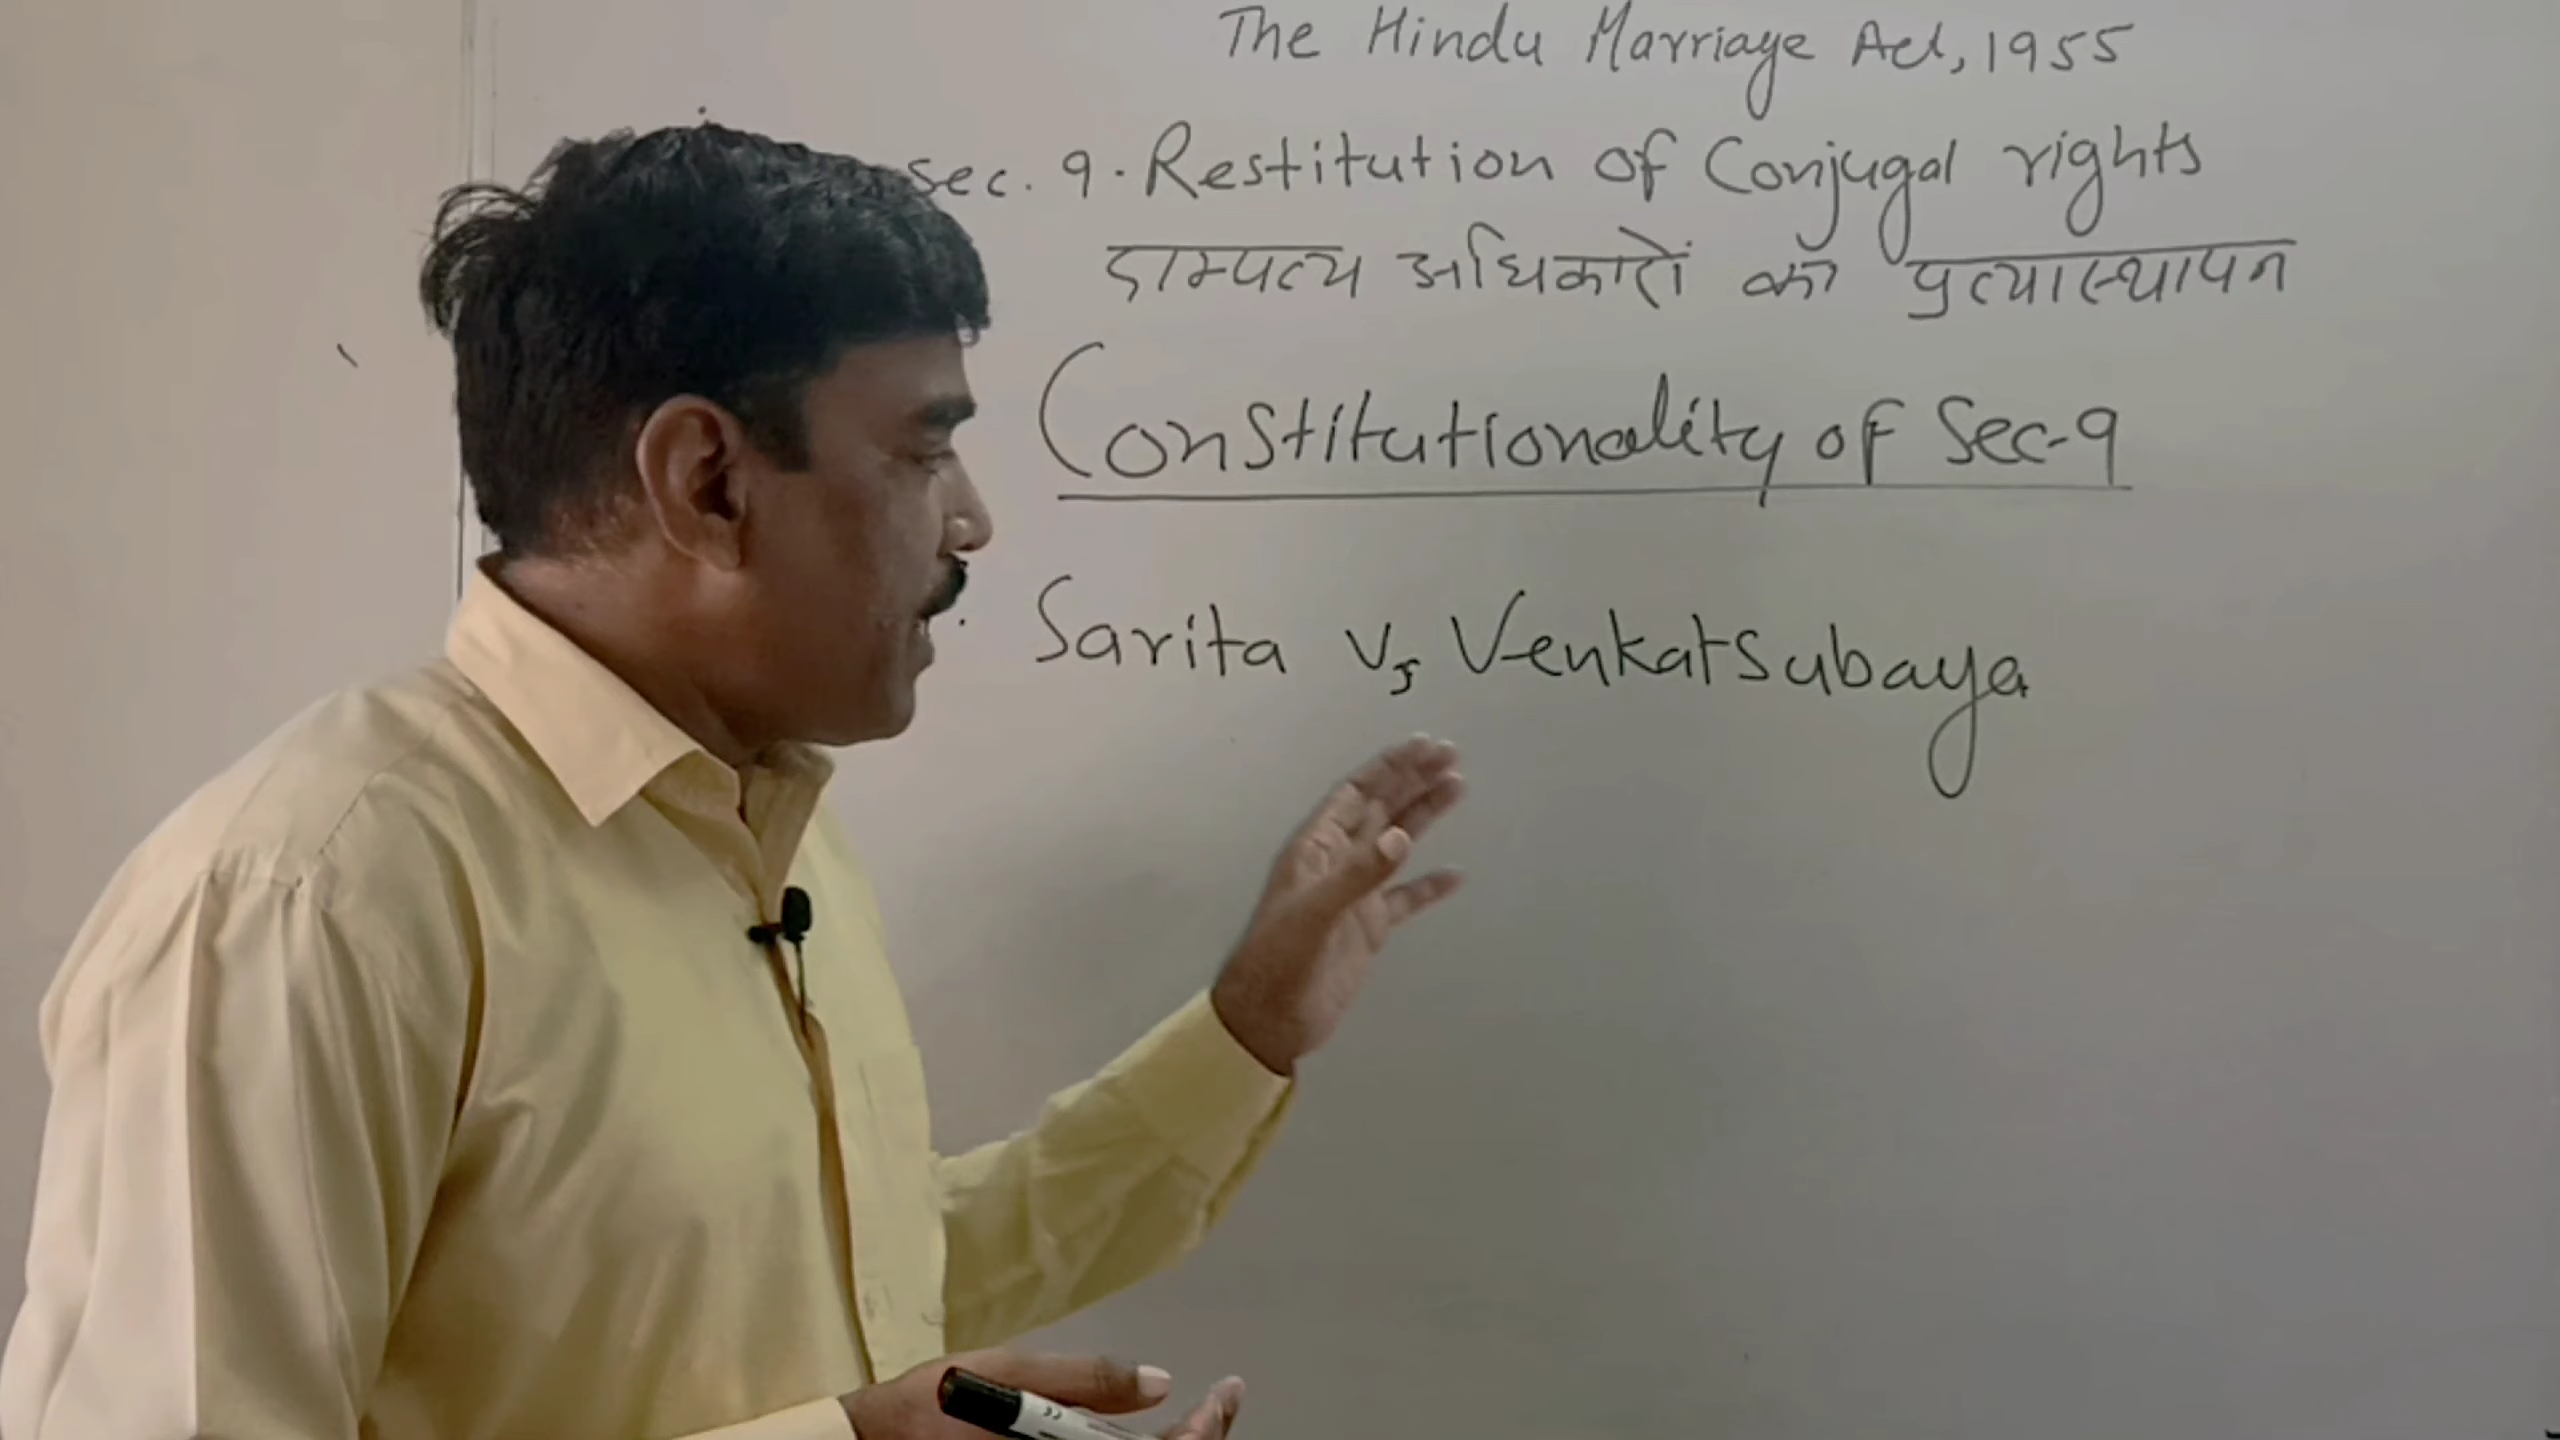 The Hindu Marriage Act, 1955
Sec. 9. Restitution of Conjugal rights
दाम्पत्य अधिकारों का प्रत्यास्थापन
Constitutionality of Sec-9
Sarita Vs Venkatsubaya